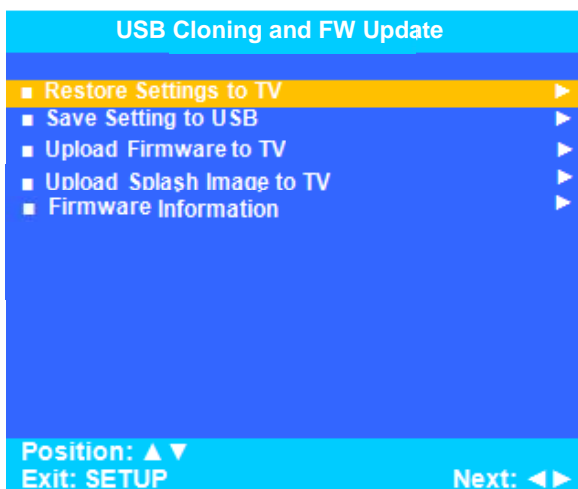 USB Cloning and FW Update
■ Restore Settings to TV ▶
■ Save Setting to USB ▶
■ Upload Firmware to TV ▶
■ Upload Splash Image to TV ▶
■ Firmware Information ▶
Position: ▲▼
Exit: SETUP Next: ◀▶